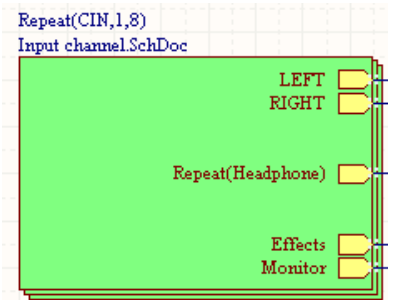 Repeat(CIN,1,8)
Input channel.SchDoc
LEFT
RIGHT
Repeat(Headphone)
Effects
Monitor